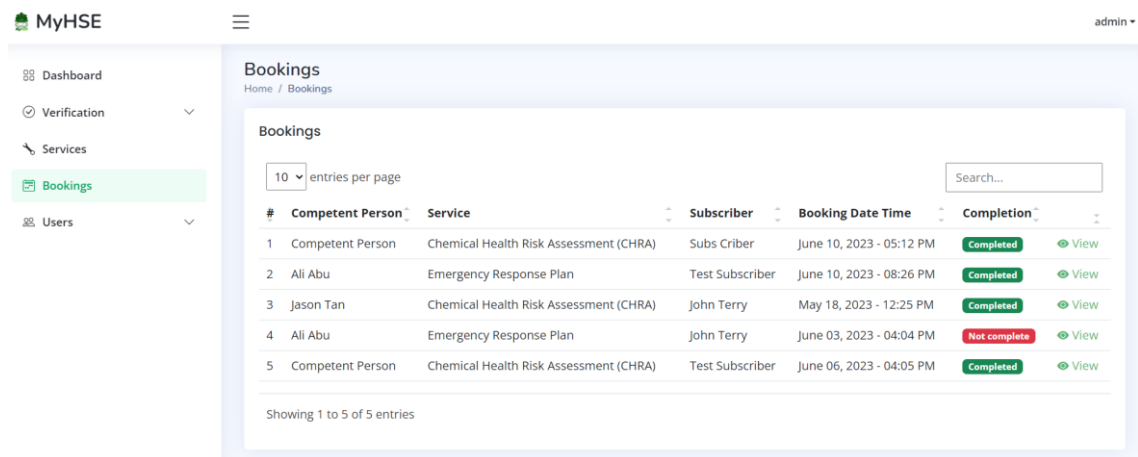 MyHSE
admin
Dashboard
Verification
Services
Bookings
Users
Bookings
Home / Bookings
Bookings
10 entries per page
Search...
# Competent Person Service Subscriber Booking Date Time Completion
1 Competent Person Chemical Health Risk Assessment (CHRA) Subs Criber June 10, 2023 - 05:12 PM Completed View
2 Ali Abu Emergency Response Plan Test Subscriber June 10, 2023 - 08:26 PM Completed View
3 Jason Tan Chemical Health Risk Assessment (CHRA) John Terry May 18, 2023 - 12:25 PM Completed View
4 Ali Abu Emergency Response Plan John Terry June 03, 2023 - 04:04 PM Not complete View
5 Competent Person Chemical Health Risk Assessment (CHRA) Test Subscriber June 06, 2023 - 04:05 PM Completed View
Showing 1 to 5 of 5 entries